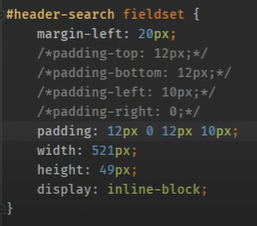 #header-search fieldset {
margin-left: 20px;
/*padding-top: 12px;*/
/*padding-bottom: 12px;*/
/*padding-left: 10px;*/
/*padding-right: 0;*/
padding: 12px 0 12px 10px;
width: 521px;
height: 49px;
display: inline-block;
}